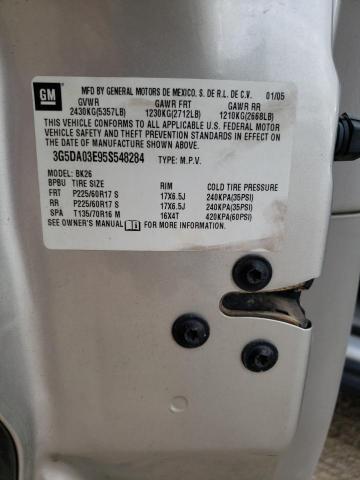 GM
MFD BY GENERAL MOTORS DE MEXICO, S. DE R.L. DE C.V. 01/05
GVWR GAWR FRT GAWR RR
2430KG(5357LB) 1230KG(2712LB) 1210KG(2668LB)
THIS VEHICLE CONFORMS TO ALL APPLICABLE U.S. FEDERAL MOTOR
VEHICLE SAFETY AND THEFT PREVENTION STANDARDS IN EFFECT
ON THE DATE OF MANUFACTURE SHOWN ABOVE.
3G5DA03E95S548284 TYPE: M.P.V.
MODEL: BK26
BPBU TIRE SIZE RIM COLD TIRE PRESSURE
FRT P225/60R17 S 17X6.5J 240KPA(35PSI)
RR P225/60R17 S 17X6.5J 240KPA(35PSI)
SPA T135/70R16 M 16X4T 420KPA(60PSI)
SEE OWNER'S MANUAL FOR MORE INFORMATION.